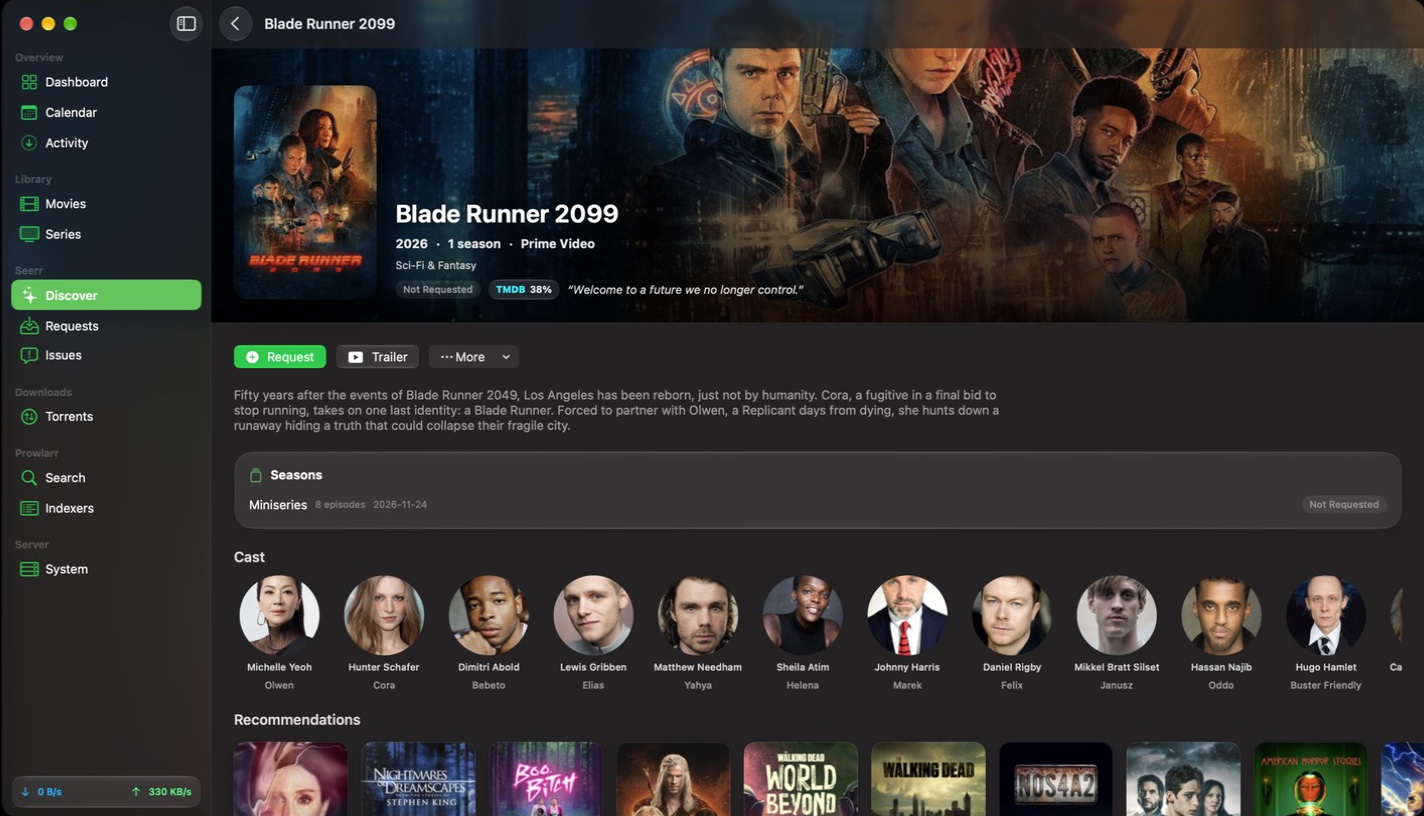 Blade Runner 2099
Overview
Dashboard
Calendar
Activity
Library
Movies
Series
Seerr
Discover
Requests
Issues
Downloads
Torrents
Prowlarr
Search
Indexers
Server
System
0 B/s
330 KB/s
BLADE RUNNER
2099
Blade Runner 2099
2026 · 1 season · Prime Video
Sci-Fi & Fantasy
Not Requested TMDB 38% “Welcome to a future we no longer control.”
Club
Request Trailer ··· More
Fifty years after the events of Blade Runner 2049, Los Angeles has been reborn, just not by humanity. Cora, a fugitive in a final bid to
stop running, takes on one last identity: a Blade Runner. Forced to partner with Olwen, a Replicant days from dying, she hunts down a
runaway hiding a truth that could collapse their fragile city.
Seasons
Miniseries 8 episodes 2026-11-24 Not Requested
Cast
Michelle Yeoh
Olwen
Hunter Schafer
Cora
Dimitri Abold
Bebeto
Lewis Gribben
Elias
Matthew Needham
Yahya
Sheila Atim
Helena
Johnny Harris
Marek
Daniel Rigby
Felix
Mikkel Bratt Silset
Janusz
Hassan Najib
Oddo
Hugo Hamlet
Buster Friendly
Ca
Recommendations
NIGHTMARES
& DREAMSCAPES
FROM THE STORIES OF
STEPHEN KING
BOO,
BITCH
THE
WALKING DEAD
WORLD
BEYOND
THE
WALKING DEAD
NOS4A2
AMERICAN HORROR STORIES